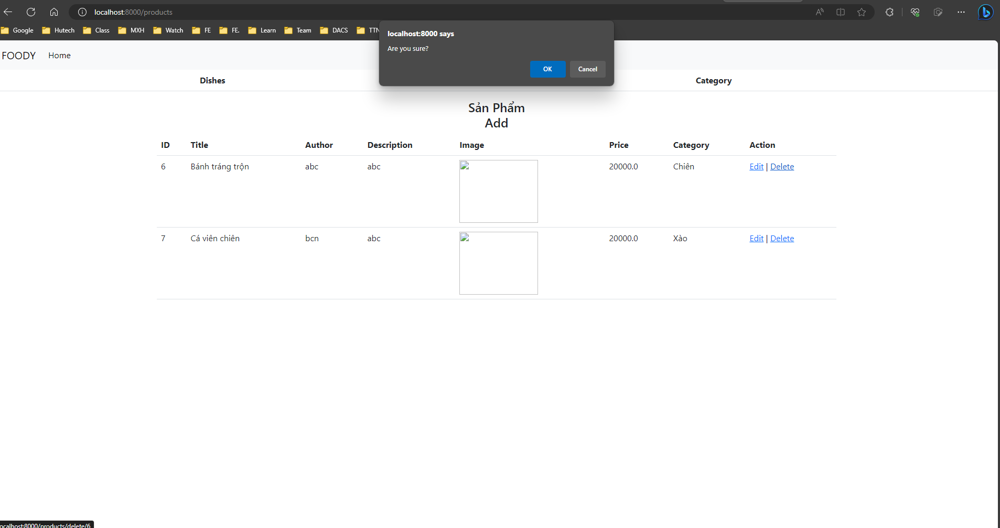 localhost:8000/products
Google Hutech Class MXH Watch FE FE. Learn Team DACS TTN
localhost:8000 says
Are you sure?
OK Cancel
FOODY Home
Dishes Category
Sản Phẩm
Add
ID Title Author Description Image Price Category Action
6 Bánh tráng trộn abc abc 20000.0 Chiên Edit | Delete
7 Cá viên chiên bcn abc 20000.0 Xào Edit | Delete
ocalhost:8000/products/delete/6